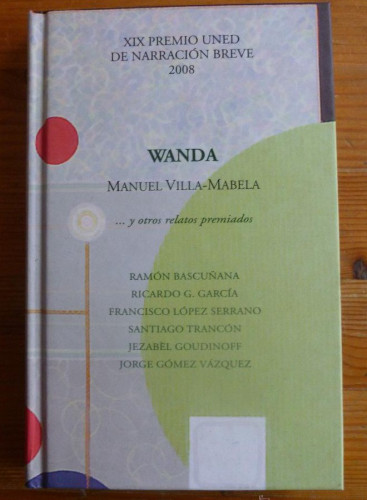 XIX PREMIO UNED
DE NARRACIÓN BREVE
2008
WANDA
MANUEL VILLA-MABELA
... y otros relatos premiados
RAMÓN BASCUÑANA
RICARDO G. GARCÍA
FRANCISCO LÓPEZ SERRANO
SANTIAGO TRANCÓN
JEZABÈL GOUDINOFF
JORGE GÓMEZ VÁZQUEZ